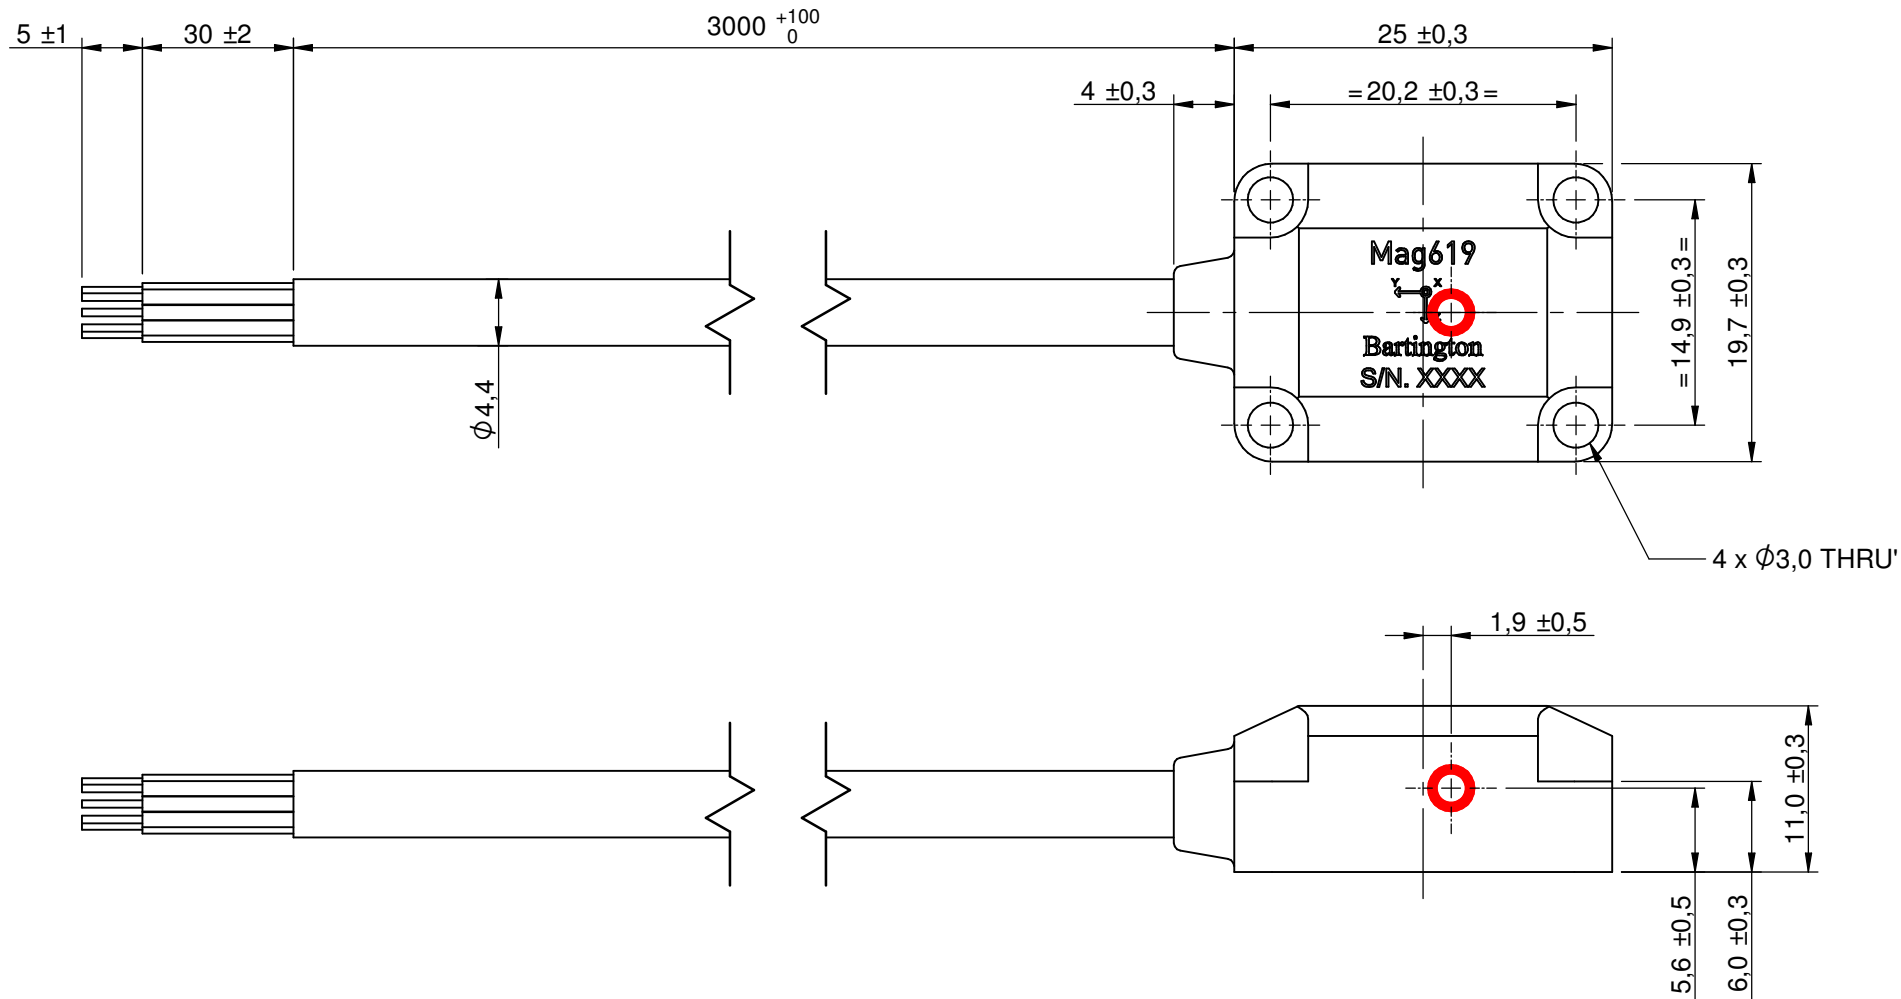 5 ±1
30 ±2
3000 +100 0
25 ±0,3
4 ±0,3
=20,2 ±0,3=
Mag619
Y X
Bartington
S/N. XXXX
=14,9 ±0,3=
19,7 ±0,3
ϕ4,4
4 x ϕ3,0 THRU'
1,9 ±0,5
11,0 ±0,3
5,6 ±0,5
6,0 ±0,3